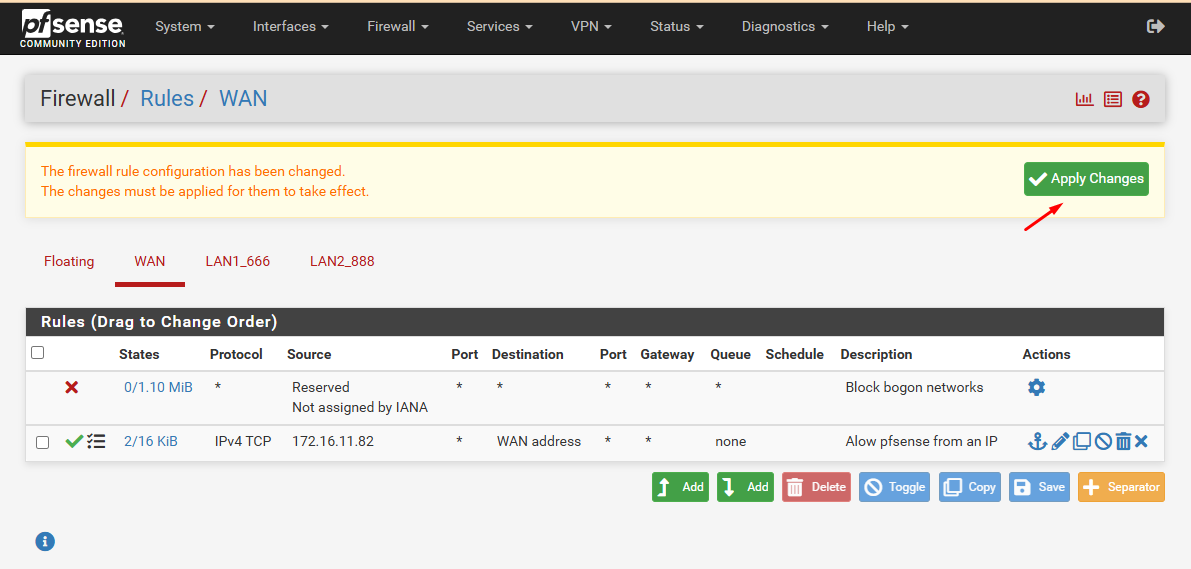 pfsense System Interfaces Firewall Services VPN Status Diagnostics Help
COMMUNITY EDITION
Firewall / Rules / WAN
The firewall rule configuration has been changed.
The changes must be applied for them to take effect.
Apply Changes
Floating WAN LAN1_666 LAN2_888
Rules (Drag to Change Order)
States Protocol Source Port Destination Port Gateway Queue Schedule Description Actions
0/1.10 MiB * Reserved * * * * * Block bogon networks
Not assigned by IANA
2/16 KiB IPv4 TCP 172.16.11.82 * WAN address * * none Alow pfsense from an IP
Add Add Delete Toggle Copy Save Separator